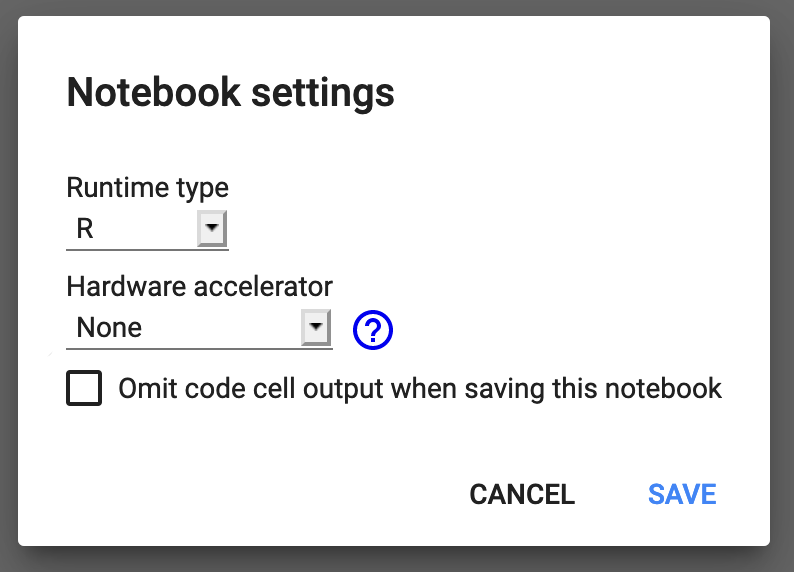 Notebook settings
Runtime type
R
Hardware accelerator
None
?
Omit code cell output when saving this notebook
CANCEL SAVE